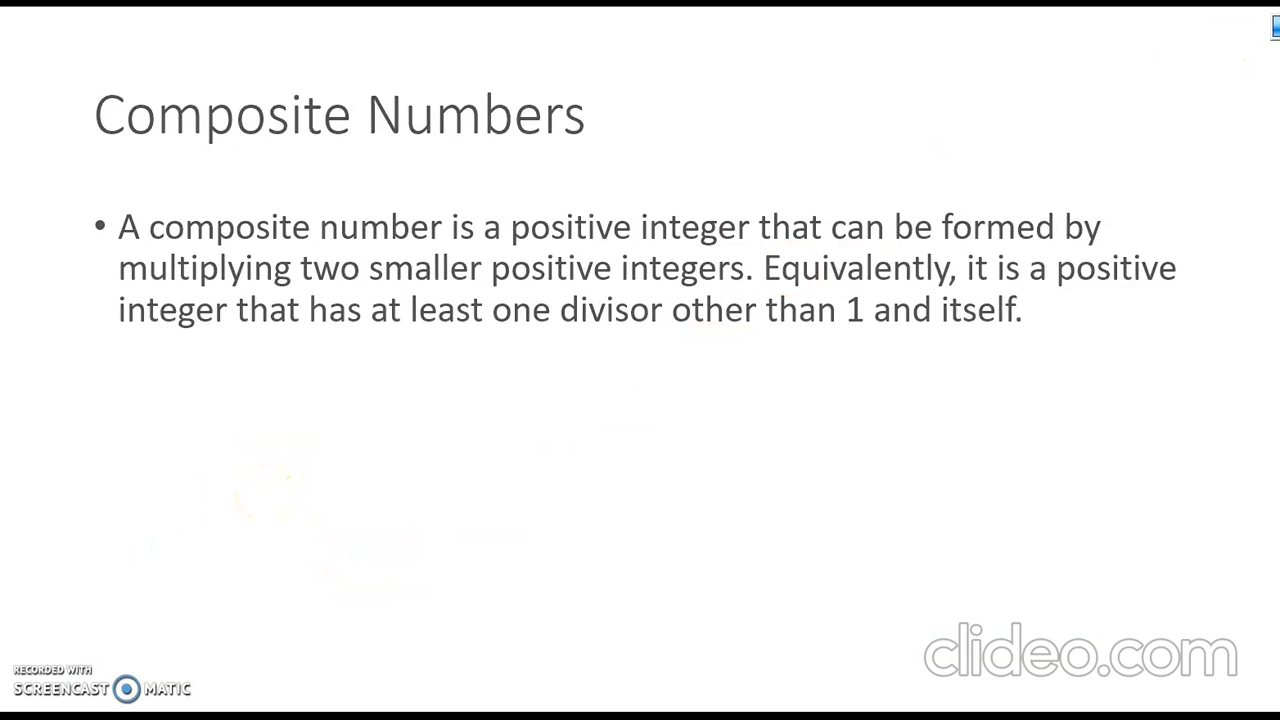 Composite Numbers
• A composite number is a positive integer that can be formed by
multiplying two smaller positive integers. Equivalently, it is a positive
integer that has at least one divisor other than 1 and itself.
clideo.com
RECORDED WITH
SCREENCAST MATIC